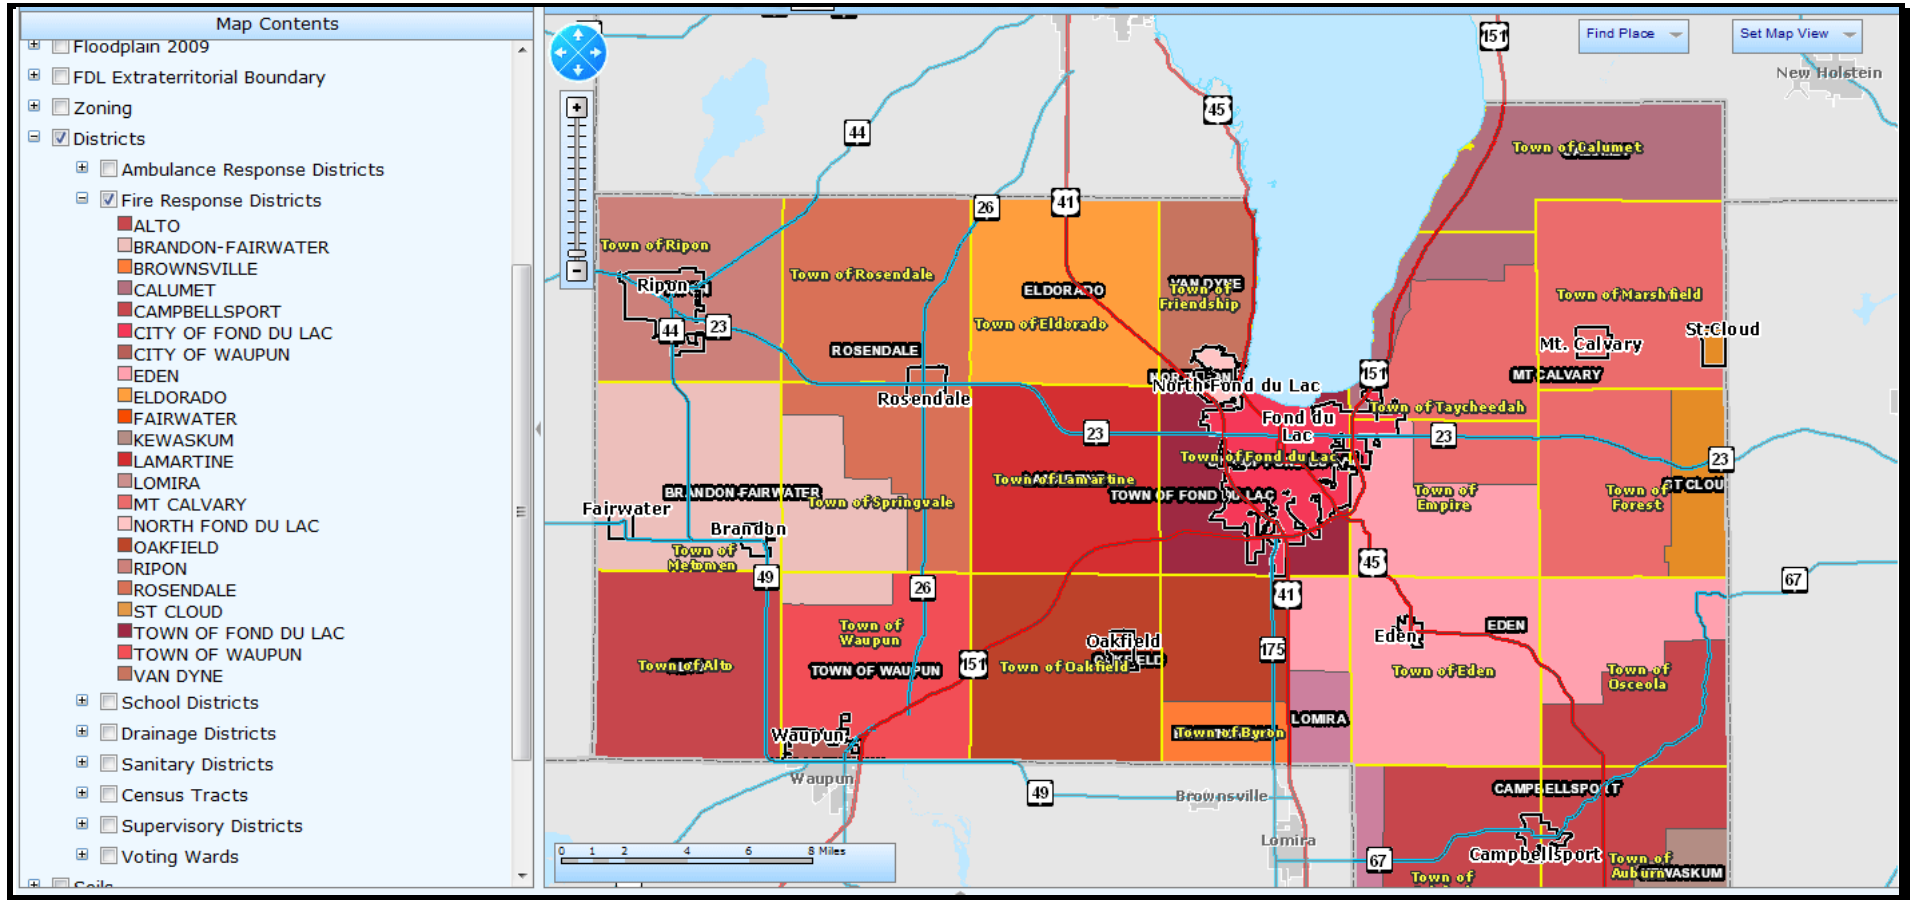 Map Contents
Floodplain 2009
FDL Extraterritorial Boundary
Zoning
Districts
Ambulance Response Districts
Fire Response Districts
ALTO
BRANDON-FAIRWATER
BROWNSVILLE
CALUMET
CAMPBELLSPORT
CITY OF FOND DU LAC
CITY OF WAUPUN
EDEN
ELDORADO
FAIRWATER
KEWASKUM
LAMARTINE
LOMIRA
MT CALVARY
NORTH FOND DU LAC
OAKFIELD
RIPON
ROSENDALE
ST CLOUD
TOWN OF FOND DU LAC
TOWN OF WAUPUN
VAN DYNE
School Districts
Drainage Districts
Sanitary Districts
Census Tracts
Supervisory Districts
Voting Wards
Find Place
Set Map View
151
New Holstein
45
44
Town of Calumet
26
41
Town of Ripon
Town of Rosendale
Ripon
ELDORADO
VAN DYNE
Town of
Friendship
Town of Marshfield
Town of Eldorado
44
23
St Cloud
Mt. Calvary
ROSENDALE
151
MT CALVARY
North Fond du Lac
Rosendale
Town of Taycheedah
Fond du
Lac
23
23
23
Town of Fond du Lac
Town of Lamartine
BRANDON-FAIRWATER
TOWN OF FOND DU LAC
Town of
Empire
Town of
Forest
ST CLOU
Town of Springvale
Fairwater
Brandon
Town of
Metomen
49
26
45
41
67
Town of
Waupun
Oakfield
Eden
EDEN
175
Town of Alto
TOWN OF WAUPUN
151
Town of Oakfield
OAKFIELD
Town of Eden
Town of
Osceola
LOMIRA
Waupun
Town of Byron
Waupun
49
Brownsville
CAMPBELLSPORT
Lomira
67
Campbellsport
Town of
Auburn
VASKUM
Town of
0 1 2 4 6 8 Miles